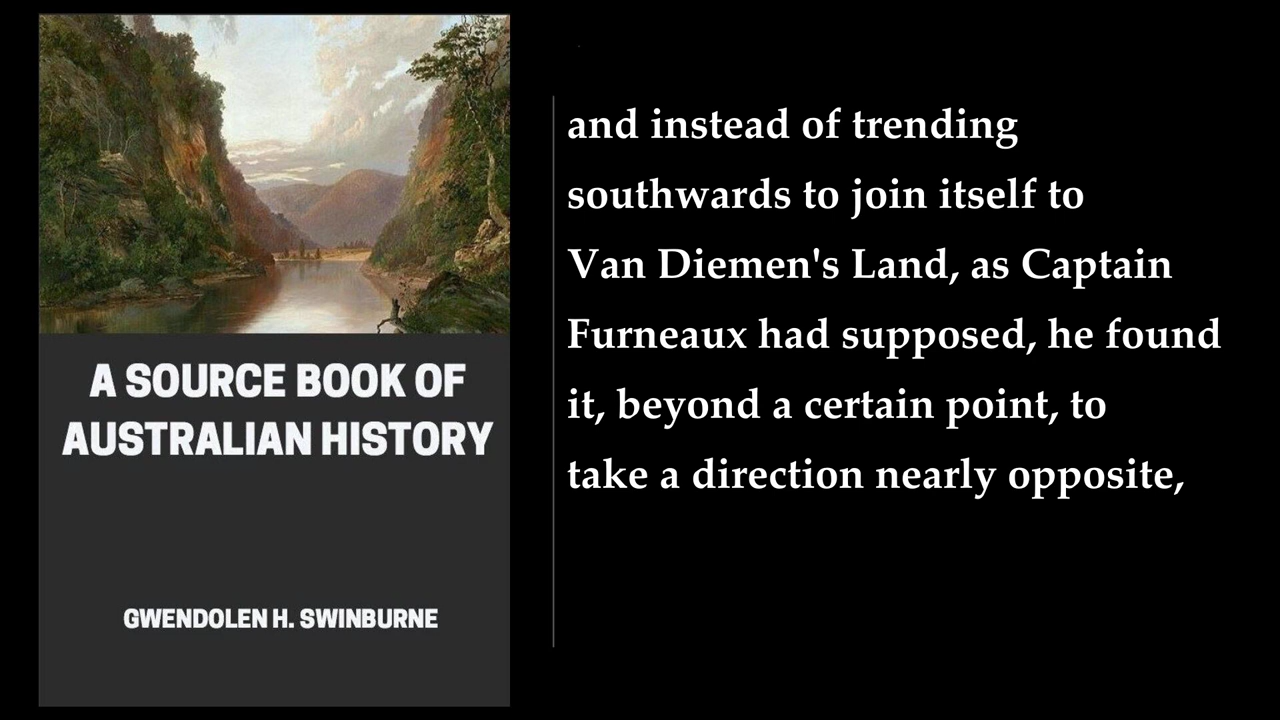 A SOURCE BOOK OF
AUSTRALIAN HISTORY
GWENDOLEN H. SWINBURNE
and instead of trending
southwards to join itself to
Van Diemen's Land, as Captain
Furneaux had supposed, he found
it, beyond a certain point, to
take a direction nearly opposite,